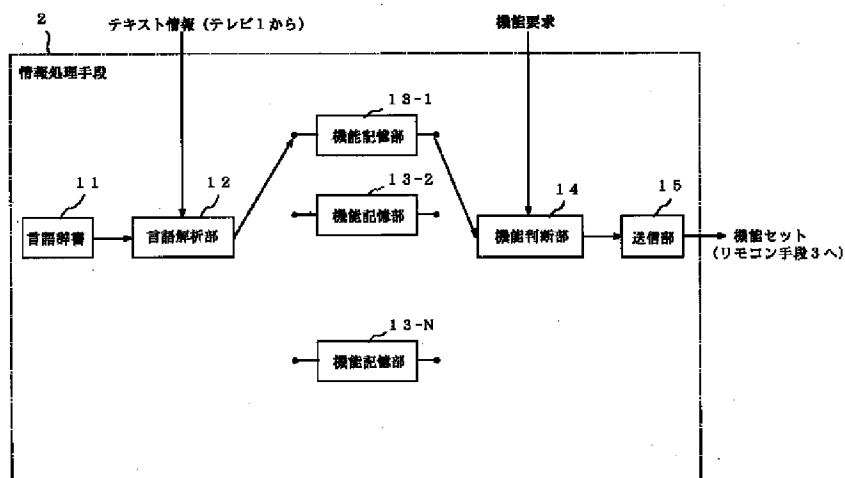 2
テキスト情報（テレビ1から）
機能要求
情報処理手段
13-1
機能記憶部
13-2
機能記憶部
11
言語辞書
12
言語解析部
14
機能判断部
15
送信部
機能セット
（リモコン手段3へ）
13-N
機能記憶部